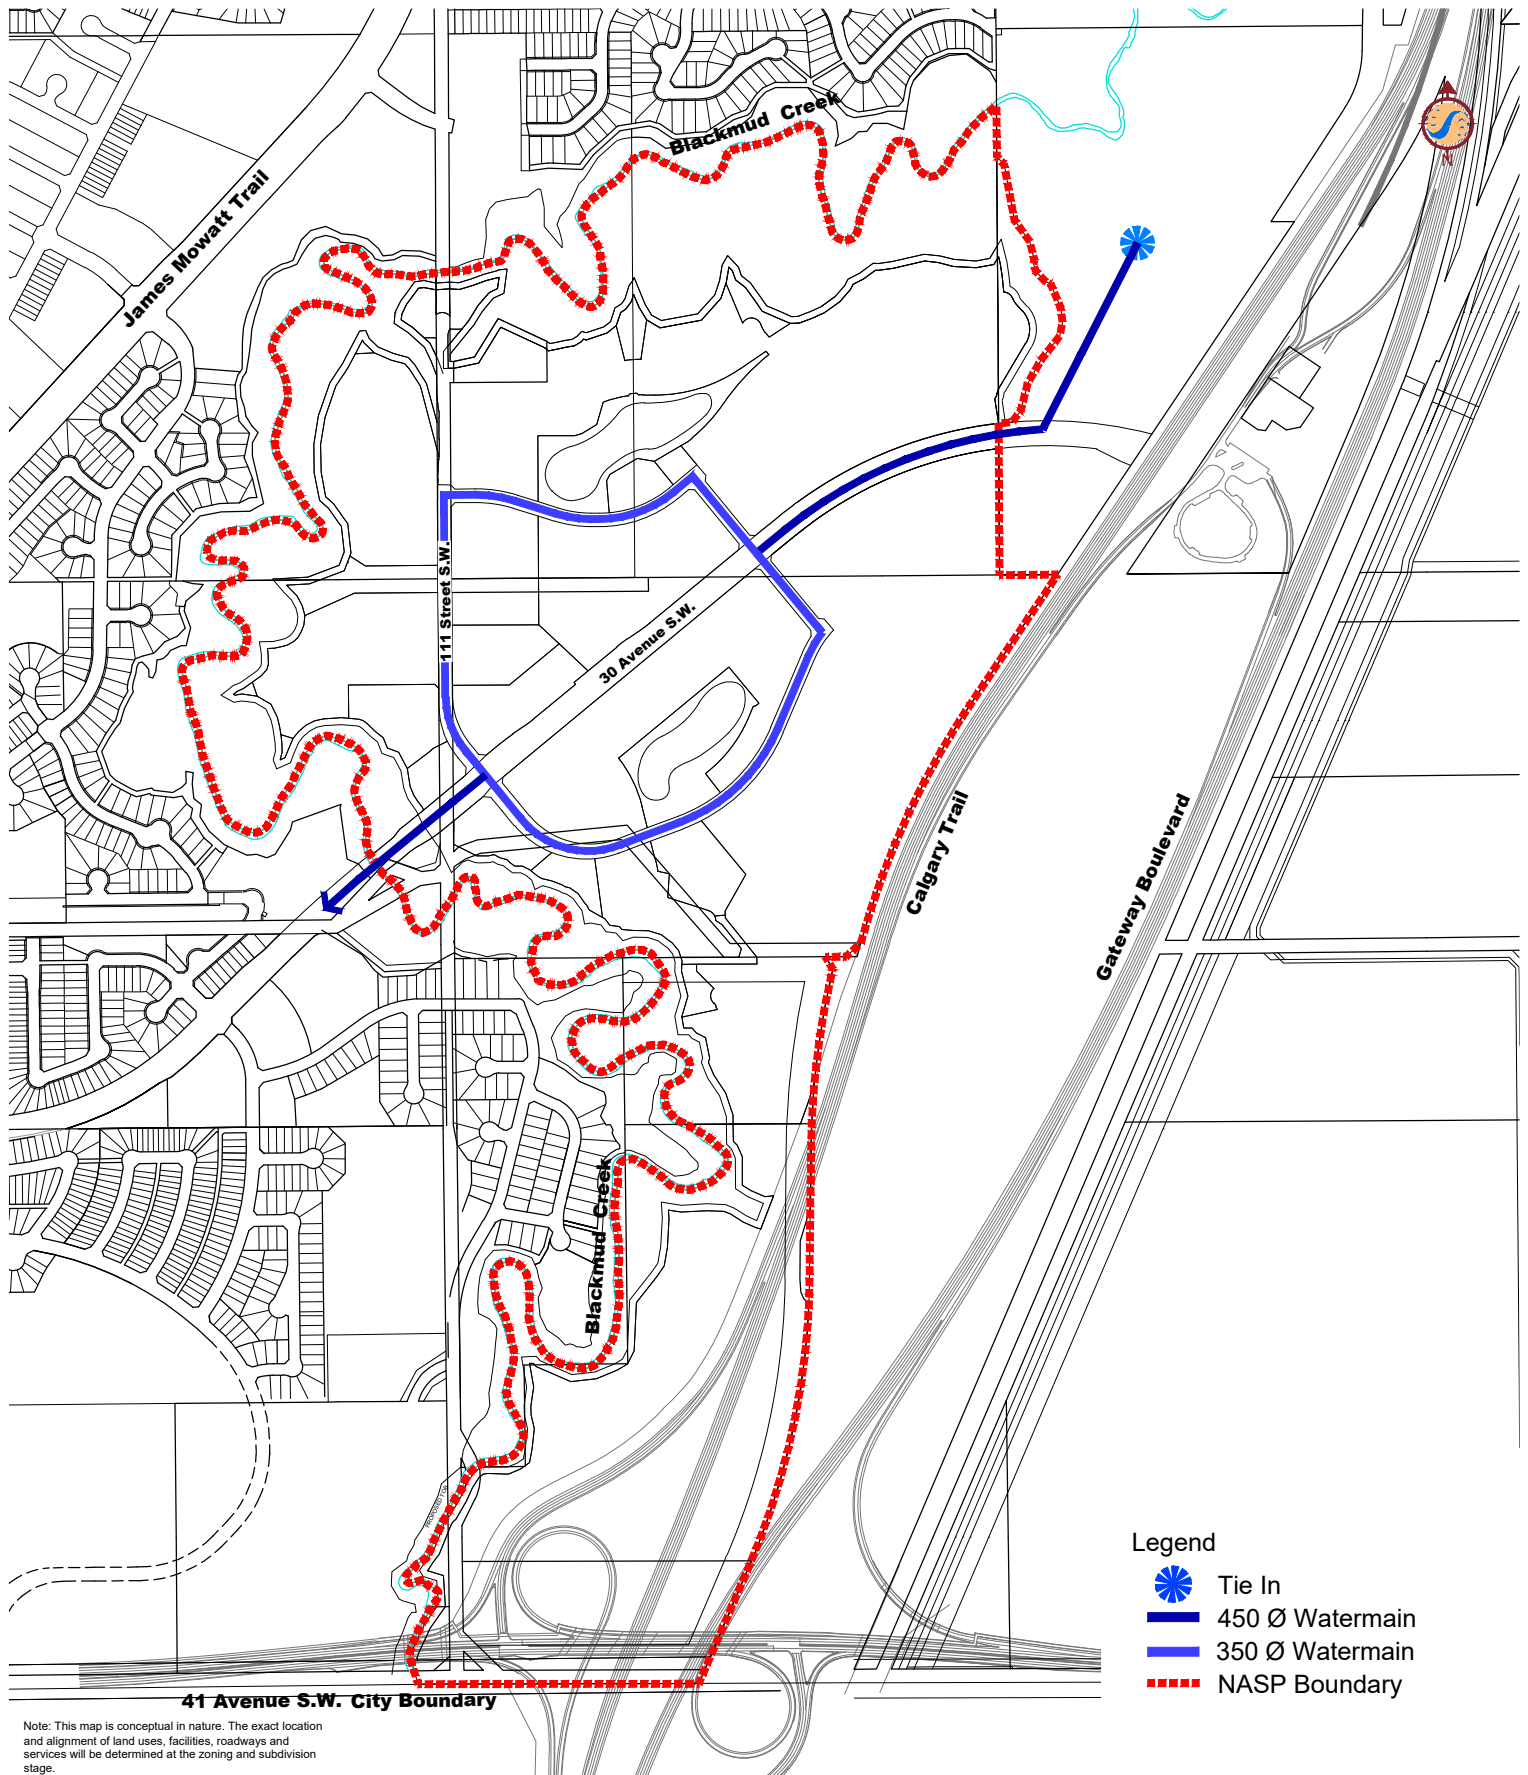 Blackmud Creek
N
James Mowatt Trail
111 Street S.W.
30 Avenue S.W.
Calgary Trail
Gateway Boulevard
Blackmud Creek
PROPOSED TOB
Legend
Tie In
450 Ø Watermain
350 Ø Watermain
NASP Boundary
41 Avenue S.W. City Boundary
Note: This map is conceptual in nature. The exact location
and alignment of land uses, facilities, roadways and
services will be determined at the zoning and subdivision
stage.